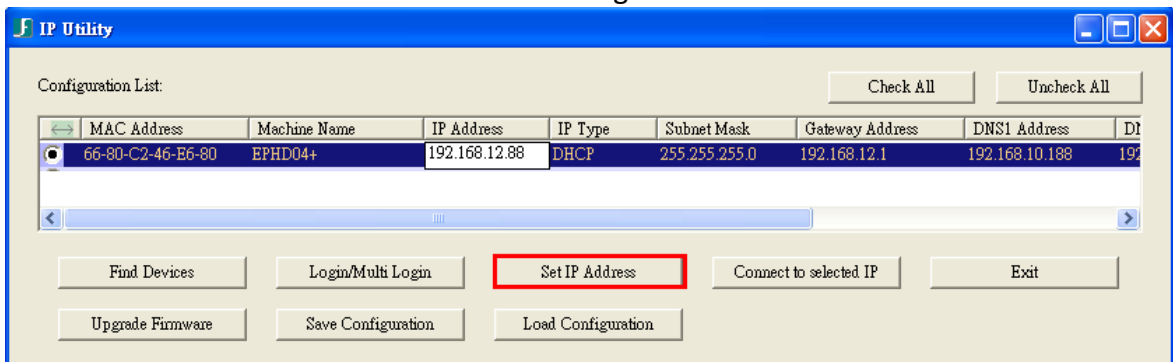 IP Utility
Configuration List:
Check All
Uncheck All
MAC Address Machine Name IP Address IP Type Subnet Mask Gateway Address DNS1 Address
66-80-C2-46-E6-80 EPHD04+ 192.168.12.88 DHCP 255.255.255.0 192.168.12.1 192.168.10.188 192
Find Devices Login/Multi Login Set IP Address Connect to selected IP Exit
Upgrade Firmware Save Configuration Load Configuration